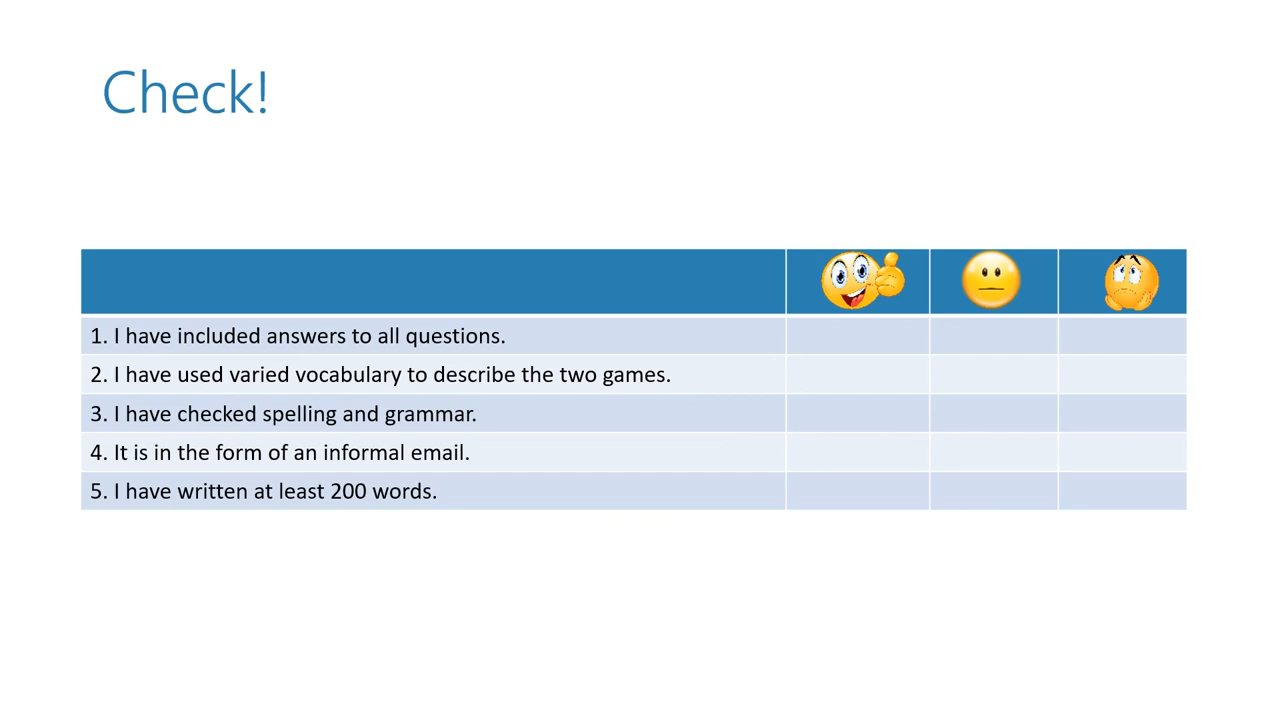 Check!
1. I have included answers to all questions.
2. I have used varied vocabulary to describe the two games.
3. I have checked spelling and grammar.
4. It is in the form of an informal email.
5. I have written at least 200 words.